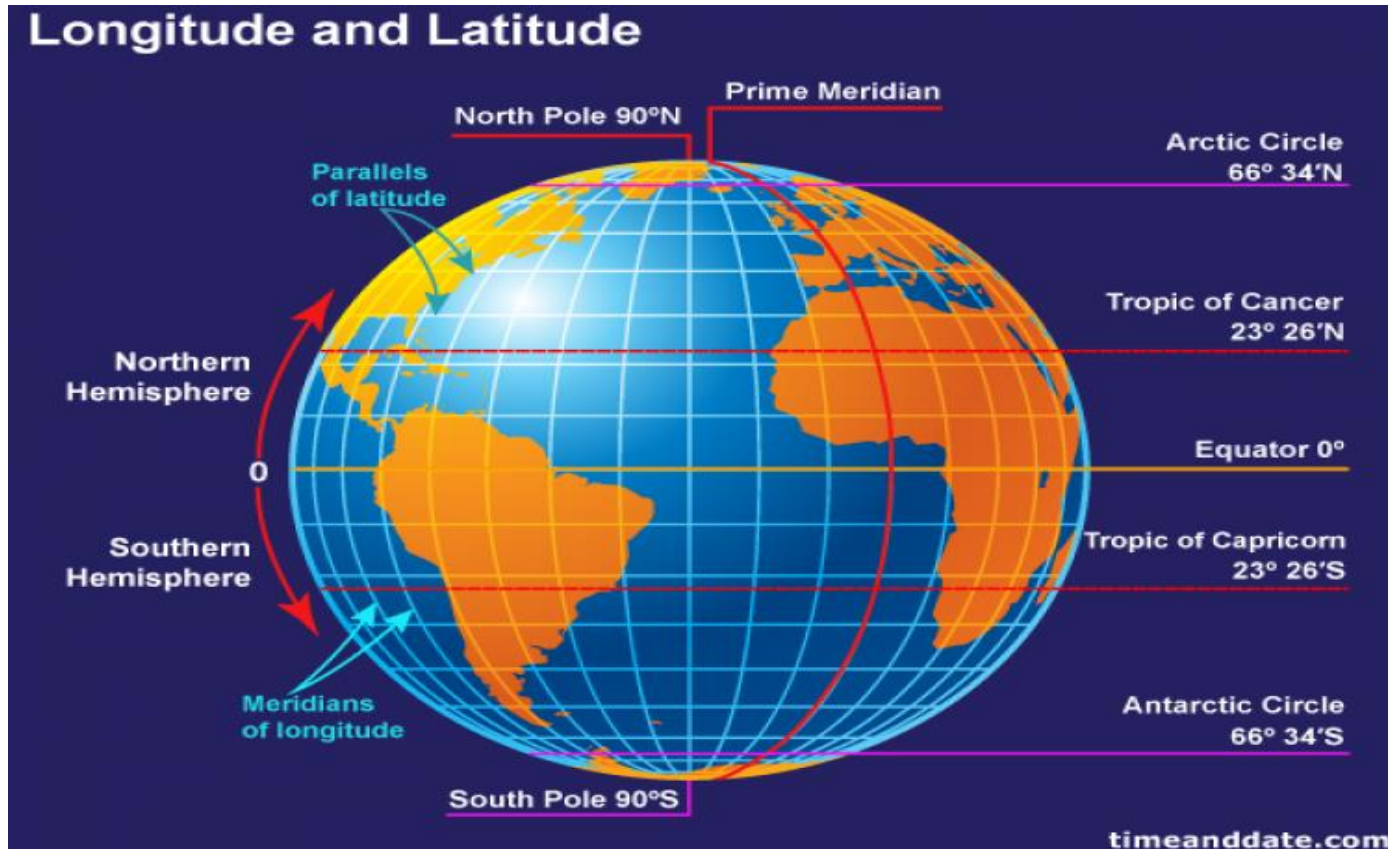 Longitude and Latitude
Prime Meridian
North Pole 90ºN
Arctic Circle
66º 34′N
Parallels
of latitude
Tropic of Cancer
23º 26′N
Northern
Hemisphere
Equator 0º
0
Southern
Hemisphere
Tropic of Capricorn
23º 26′S
Meridians
of longitude
Antarctic Circle
66º 34′S
South Pole 90ºS
timeanddate.com